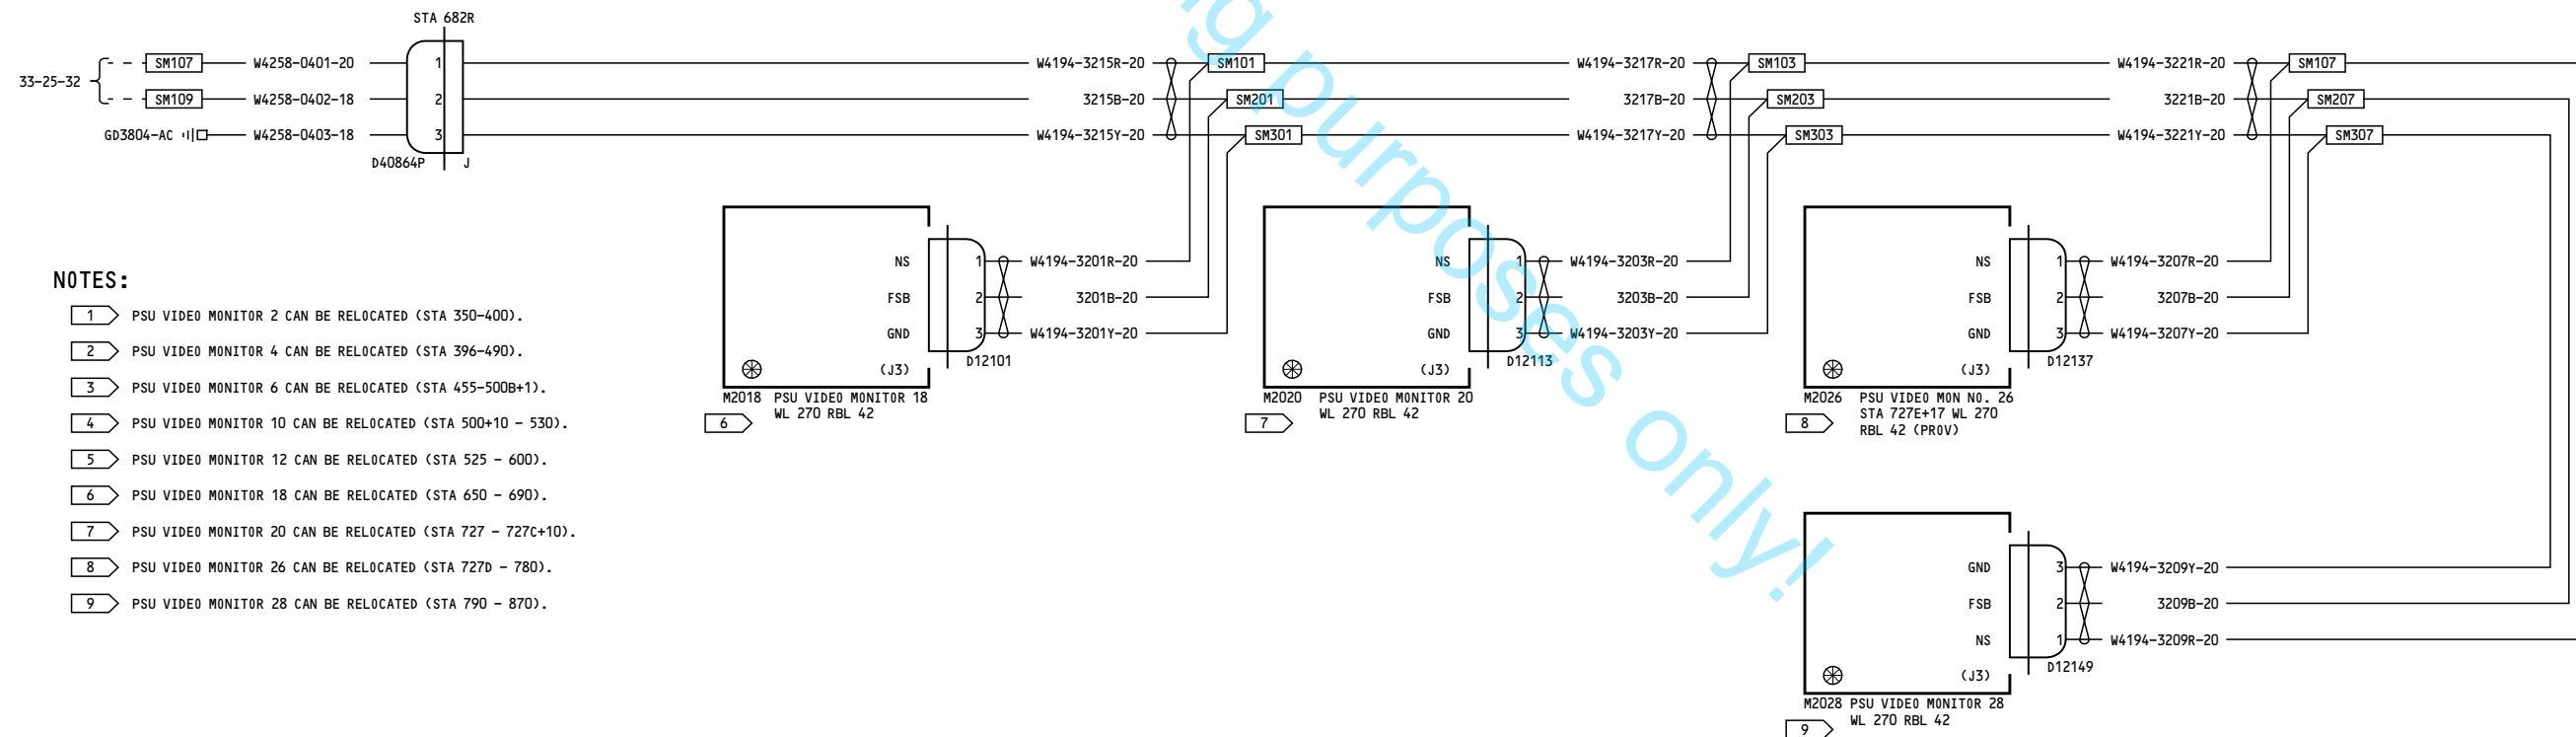 STA 682R
33-25-32
SM107 W4258-0401-20 1 W4194-3215R-20 SM101 W4194-3217R-20 SM103 W4194-3221R-20 SM107
SM109 W4258-0402-18 2 3215B-20 SM201 3217B-20 SM203 3221B-20 SM207
GD3804-AC W4258-0403-18 3 W4194-3215Y-20 SM301 W4194-3217Y-20 SM303 W4194-3221Y-20 SM307
D40864P J
NS 1 W4194-3201R-20
FSB 2 3201B-20
GND 3 W4194-3201Y-20
(J3) D12101
M2018 PSU VIDEO MONITOR 18
WL 270 RBL 42
6
NS 1 W4194-3203R-20
FSB 2 3203B-20
GND 3 W4194-3203Y-20
(J3) D12113
M2020 PSU VIDEO MONITOR 20
WL 270 RBL 42
7
NS 1 W4194-3207R-20
FSB 2 3207B-20
GND 3 W4194-3207Y-20
(J3) D12137
M2026 PSU VIDEO MON NO. 26
STA 727E+17 WL 270
RBL 42 (PROV)
8
GND 3 W4194-3209Y-20
FSB 2 3209B-20
NS 1 W4194-3209R-20
(J3) D12149
M2028 PSU VIDEO MONITOR 28
WL 270 RBL 42
9
NOTES:
1 PSU VIDEO MONITOR 2 CAN BE RELOCATED (STA 350-400).
2 PSU VIDEO MONITOR 4 CAN BE RELOCATED (STA 396-490).
3 PSU VIDEO MONITOR 6 CAN BE RELOCATED (STA 455-500B+1).
4 PSU VIDEO MONITOR 10 CAN BE RELOCATED (STA 500+10 - 530).
5 PSU VIDEO MONITOR 12 CAN BE RELOCATED (STA 525 - 600).
6 PSU VIDEO MONITOR 18 CAN BE RELOCATED (STA 650 - 690).
7 PSU VIDEO MONITOR 20 CAN BE RELOCATED (STA 727 - 727C+10).
8 PSU VIDEO MONITOR 26 CAN BE RELOCATED (STA 727D - 780).
9 PSU VIDEO MONITOR 28 CAN BE RELOCATED (STA 790 - 870).
purposes only!